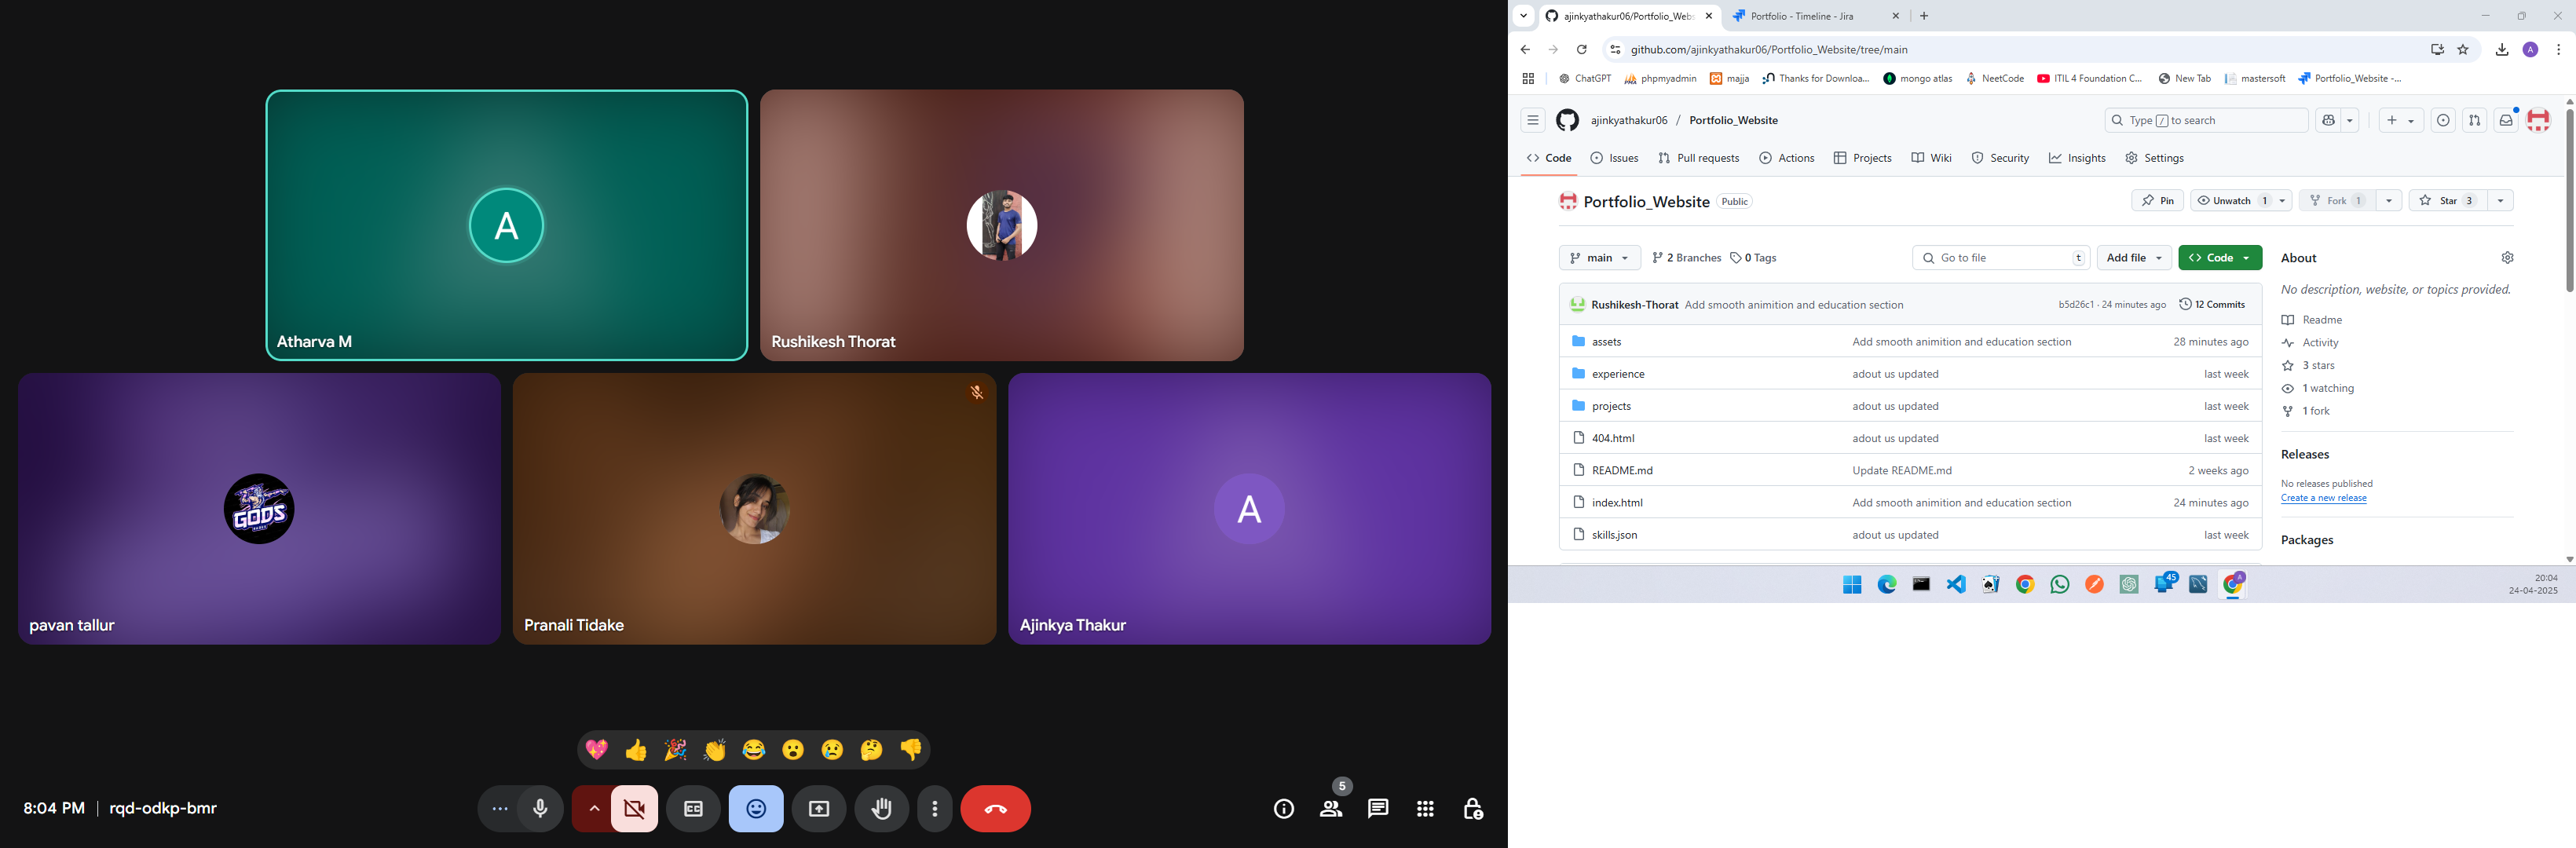 A
Atharva M
Rushikesh Thorat
GODS
pavan tallur
Pranali Tidake
A
Ajinkya Thakur
8:04 PM | rqd-odkp-bmr
5
ajinkyathakur06/Portfolio_Webs
Portfolio - Timeline - Jira
github.com/ajinkyathakur06/Portfolio_Website/tree/main
A
ChatGPT phpmyadmin majja Thanks for Downloa... mongo atlas NeetCode ITIL 4 Foundation C... New Tab mastersoft Portfolio_Website -...
ajinkyathakur06 / Portfolio_Website
Type / to search
Code Issues Pull requests Actions Projects Wiki Security Insights Settings
Portfolio_Website Public
Pin Unwatch 1 Fork 1 Star 3
main 2 Branches 0 Tags
Go to file t
Add file Code
Rushikesh-Thorat Add smooth animition and education section b5d26c1 · 24 minutes ago 12 Commits
assets Add smooth animition and education section 28 minutes ago
experience adout us updated last week
projects adout us updated last week
404.html adout us updated last week
README.md Update README.md 2 weeks ago
index.html Add smooth animition and education section 24 minutes ago
skills.json adout us updated last week
About
No description, website, or topics provided.
Readme
Activity
3 stars
1 watching
1 fork
Releases
No releases published
Create a new release
Packages
45
A
20:04
24-04-2025